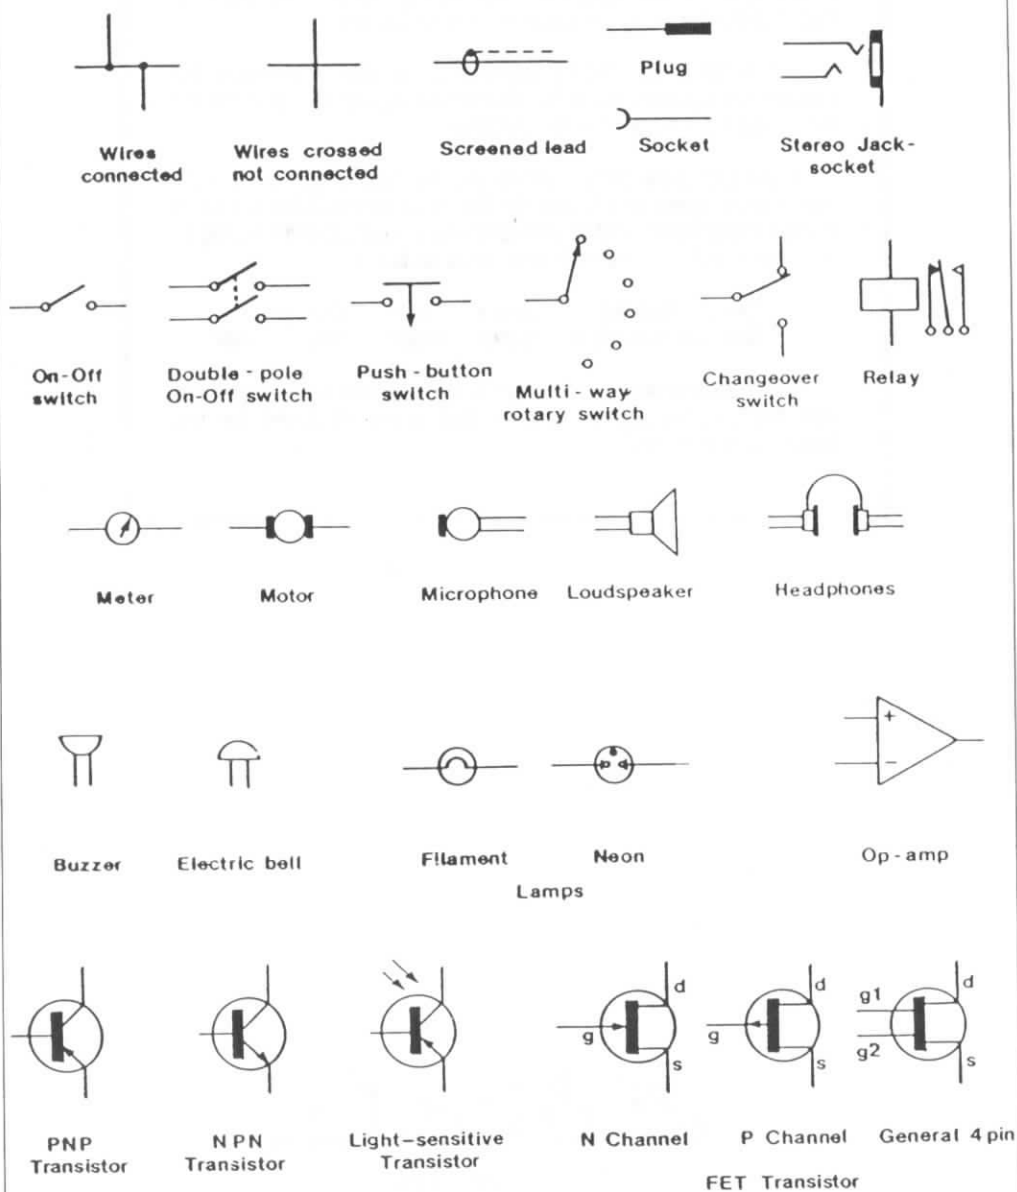 Plug
Wires
connected
Wires crossed
not connected
Screened lead
Socket
Stereo Jack-
socket
On-Off
switch
Double-pole
On-Off switch
Push-button
switch
Multi-way
rotary switch
Changeover
switch
Relay
Meter
Motor
Microphone
Loudspeaker
Headphones
+
−
Buzzer
Electric bell
Filament
Neon
Lamps
Op-amp
d
g
s
d
g
s
g1
g2
d
s
PNP
Transistor
NPN
Transistor
Light-sensitive
Transistor
N Channel
P Channel
General 4 pin
FET Transistor